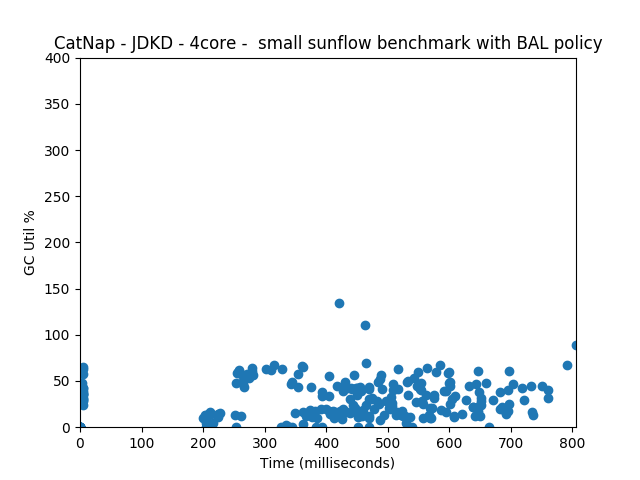 CatNap - JDKD - 4core -  small sunflow benchmark with BAL policy
400
350
300
250
200
150
100
50
0
GC Util %
0 100 200 300 400 500 600 700 800
Time (milliseconds)